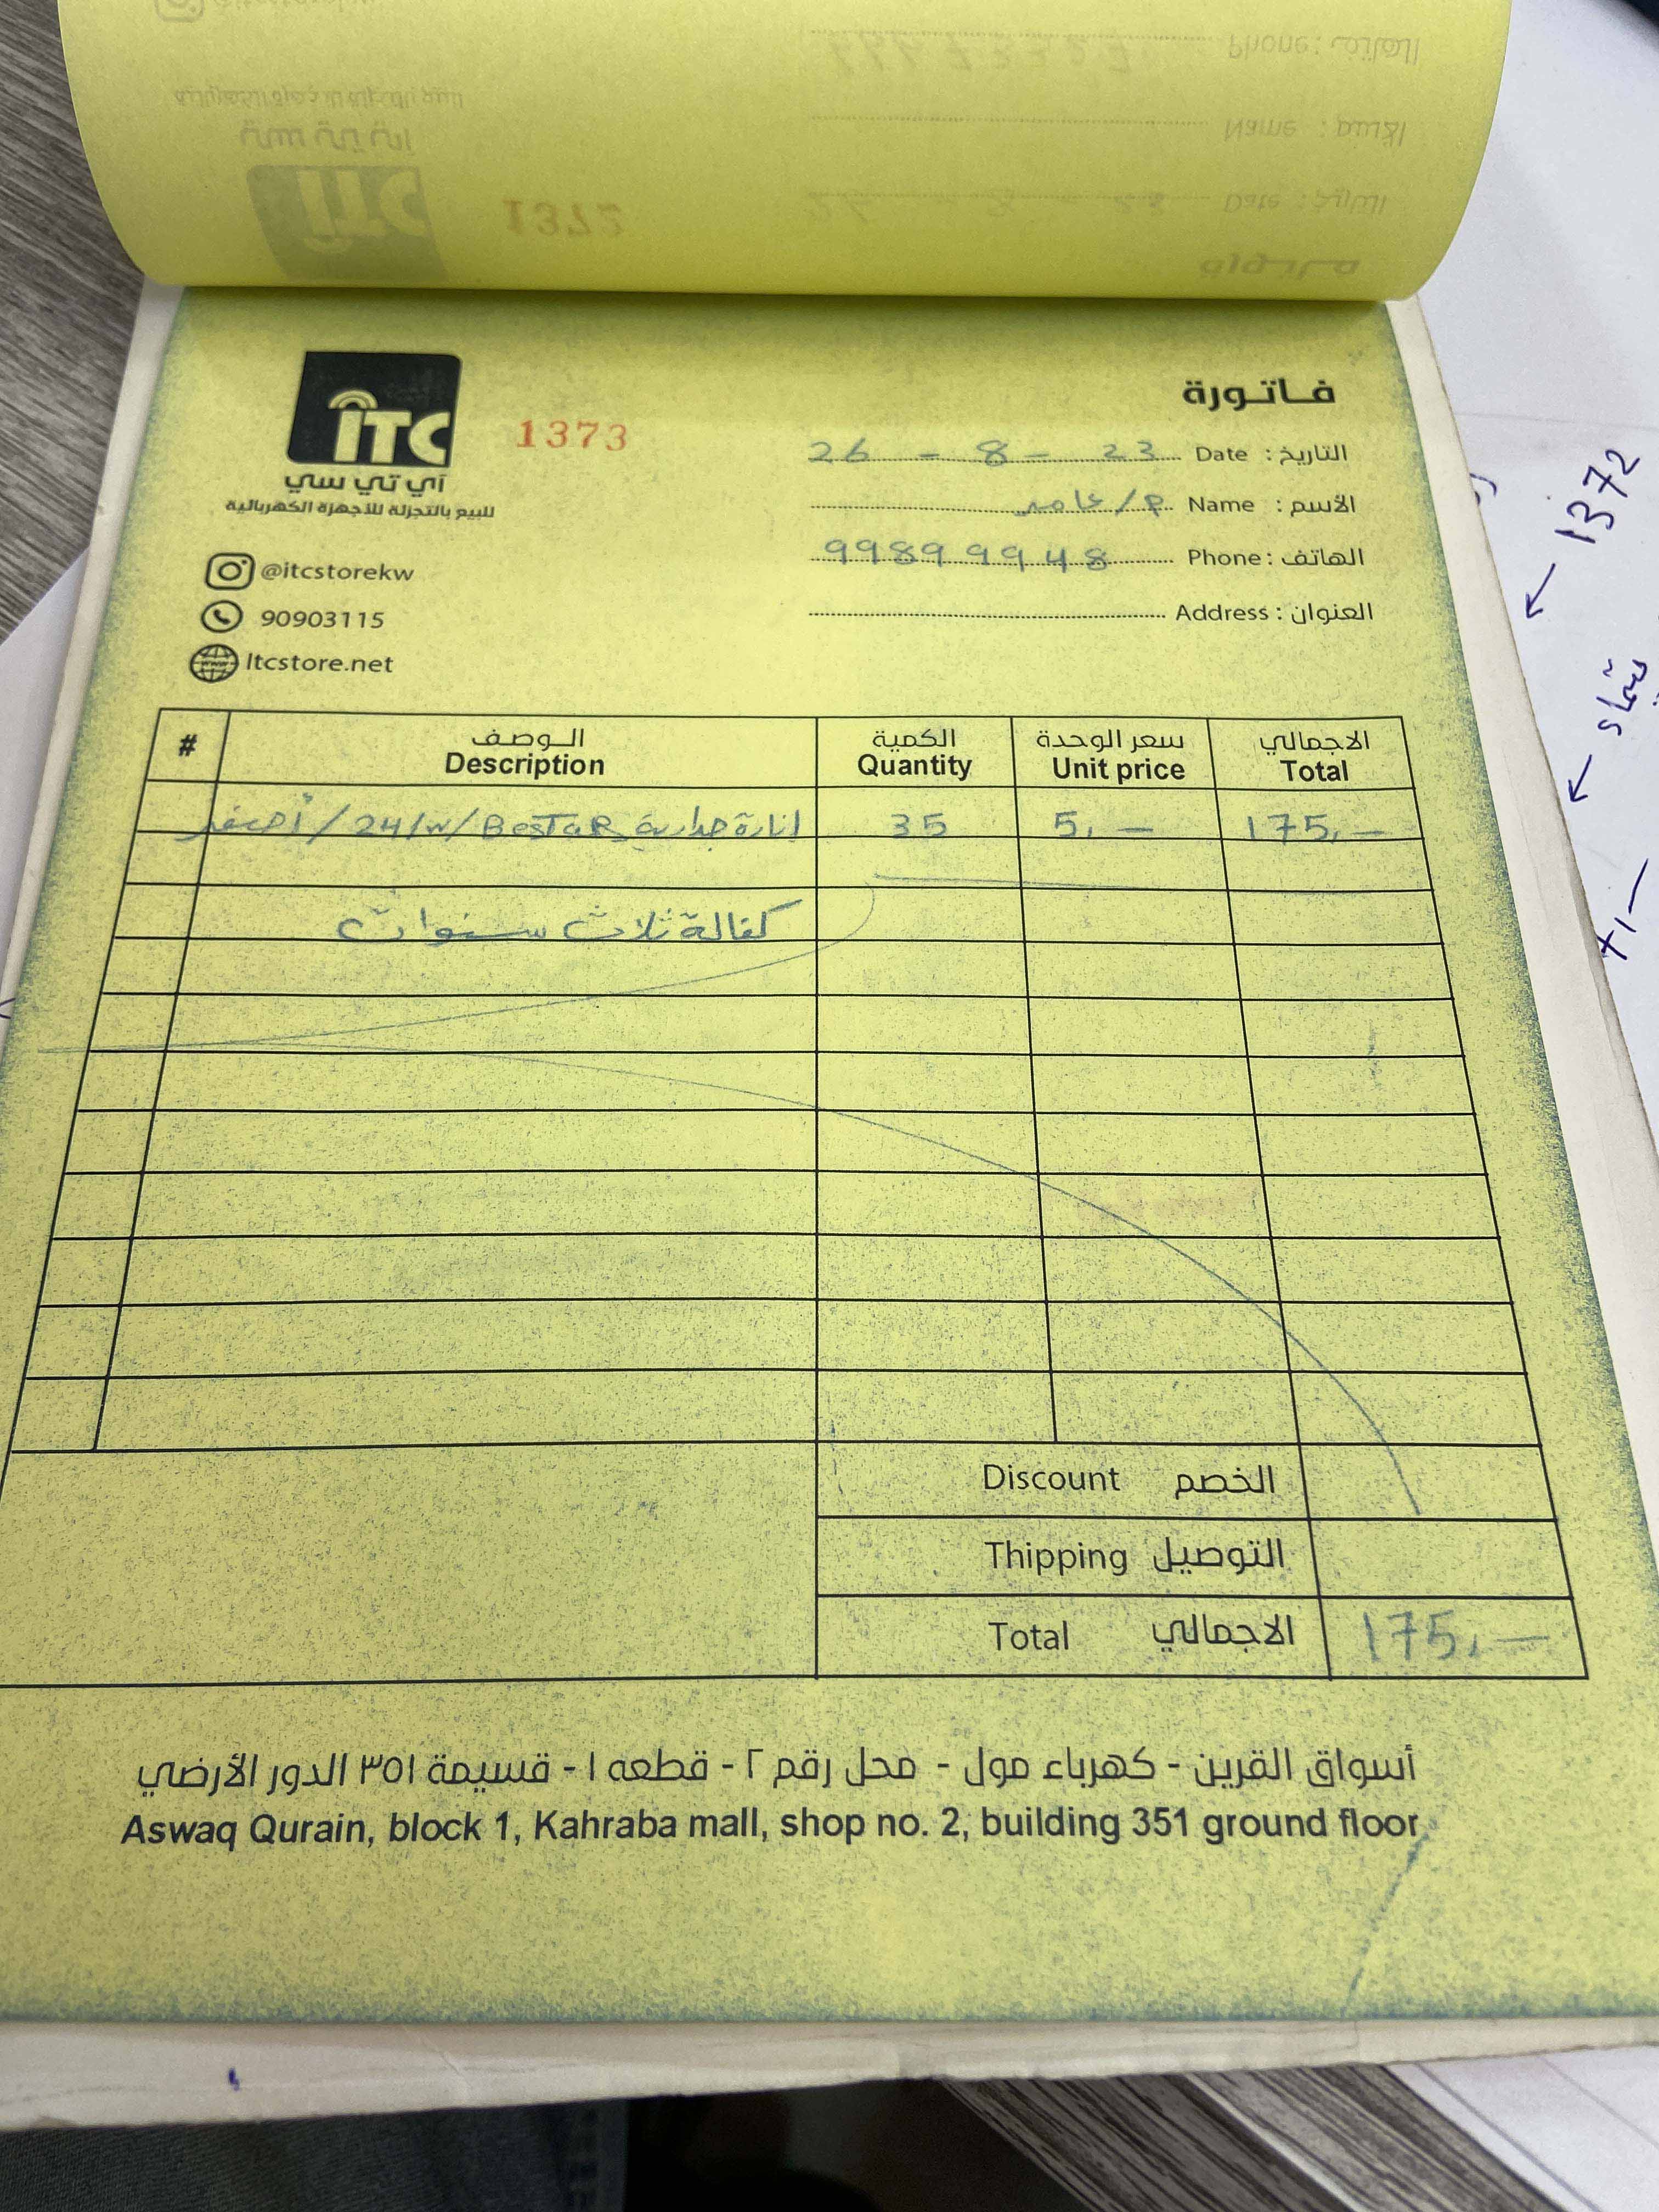 فاتورة
ITC
آي تي سي
للبيع بالتجزئة للأجهزة الكهربائية
1373
التاريخ : Date 26 - 8 - 23
الأسم : Name م/عامر
الهاتف : Phone 99899948
العنوان : Address
@itcstorekw
90903115
Itcstore.net
# الوصف الكمية سعر الوحدة الاجمالي
Description Quantity Unit price Total
إنارة جدارية BesTaR /24/w/ أصفر 35 5,— 175,—
كفالة ثلاث سنوات
Discount الخصم
Thipping التوصيل
Total الاجمالي 175,—
أسواق القرين - كهرباء مول - محل رقم ٢ - قطعه ١ - قسيمة ٣٥١ الدور الأرضي
Aswaq Qurain, block 1, Kahraba mall, shop no. 2, building 351 ground floor
1372